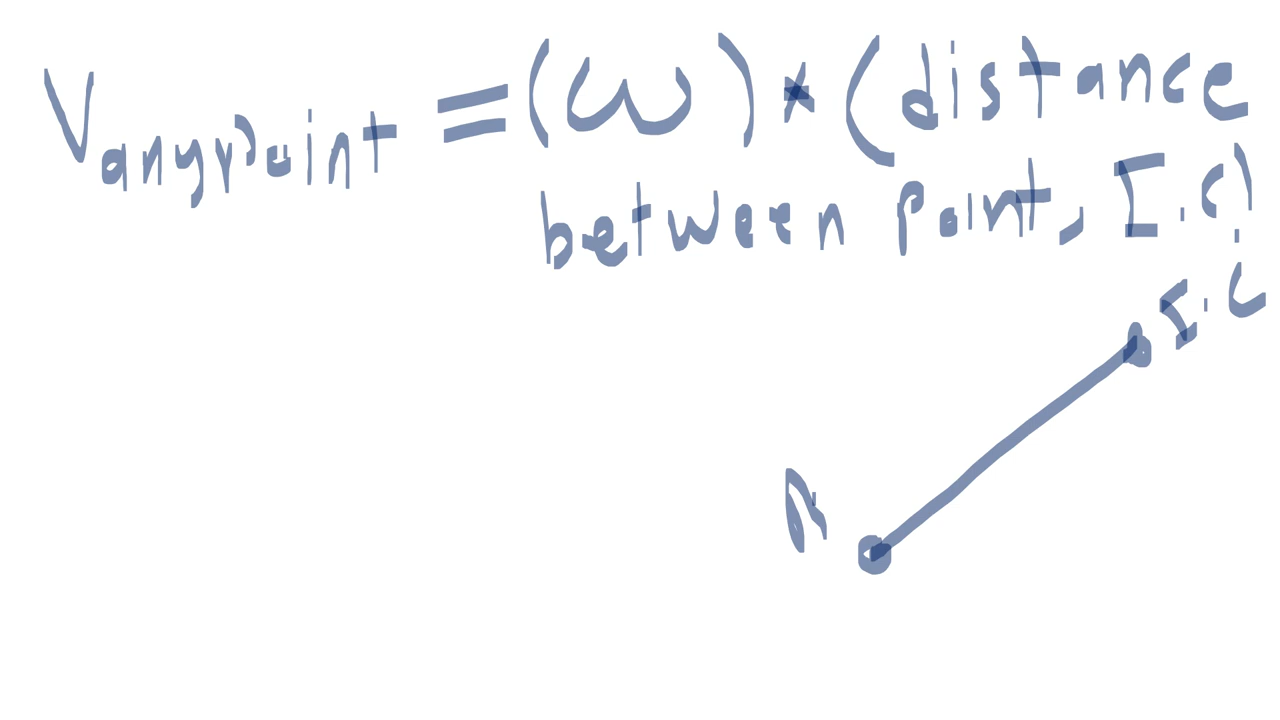 Vanypoint = (ω) * (distance
between point, I.C)
I.C
A